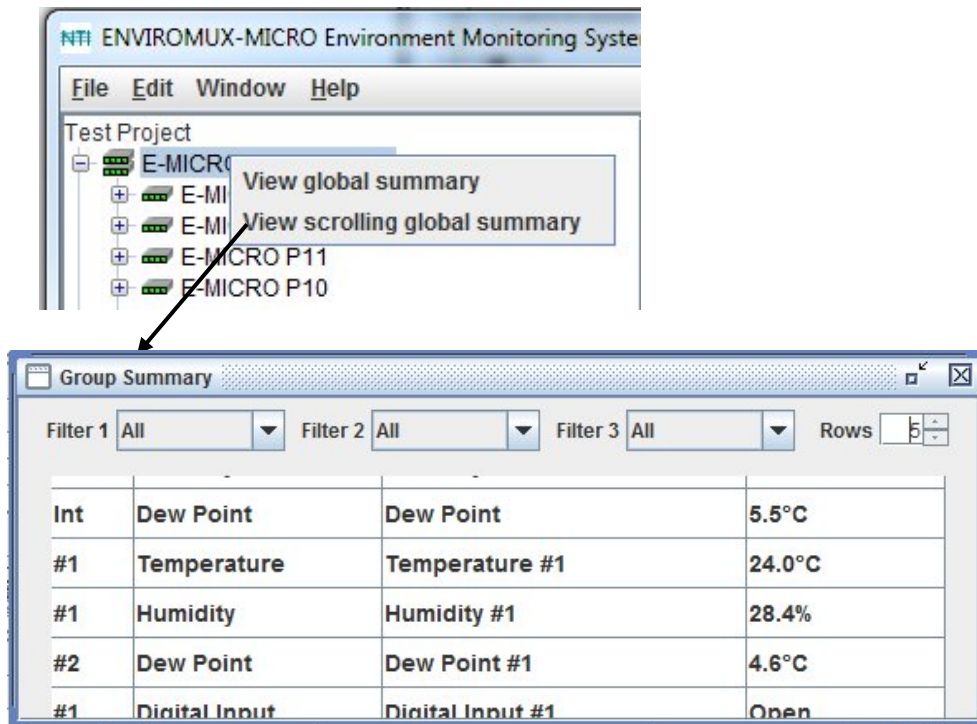 NTI ENVIROMUX-MICRO Environment Monitoring Syste
File Edit Window Help
Test Project
E-MICR
View global summary
E-MI
View scrolling global summary
E-MI
E-MICRO P11
E-MICRO P10
Group Summary
Filter 1 All Filter 2 All Filter 3 All Rows 5
Int Dew Point Dew Point 5.5°C
#1 Temperature Temperature #1 24.0°C
#1 Humidity Humidity #1 28.4%
#2 Dew Point Dew Point #1 4.6°C
#1 Digital Input Digital Input #1 Open